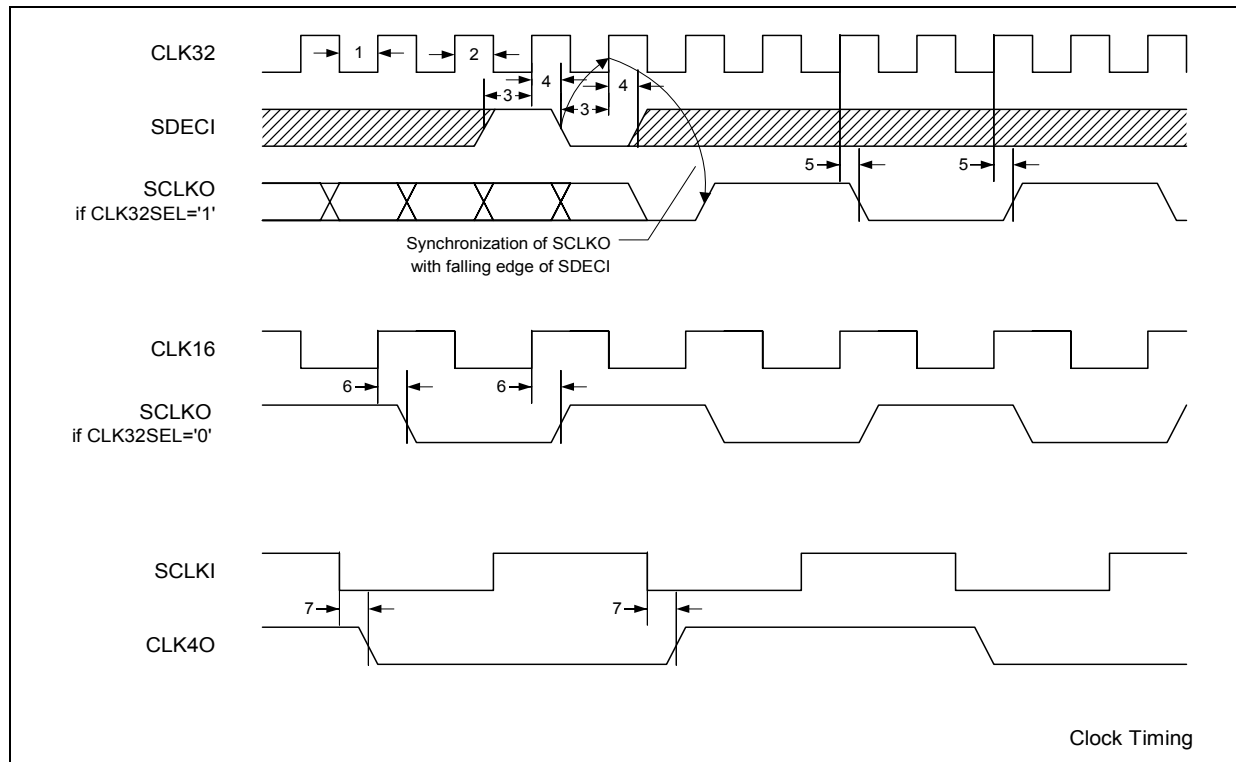 CLK32
1
2
3
4
3
4
SDECI
SCLKO
if CLK32SEL='1'
5
5
Synchronization of SCLKO
with falling edge of SDECI
CLK16
6
6
SCLKO
if CLK32SEL='0'
SCLKI
7
7
CLK4O
Clock Timing